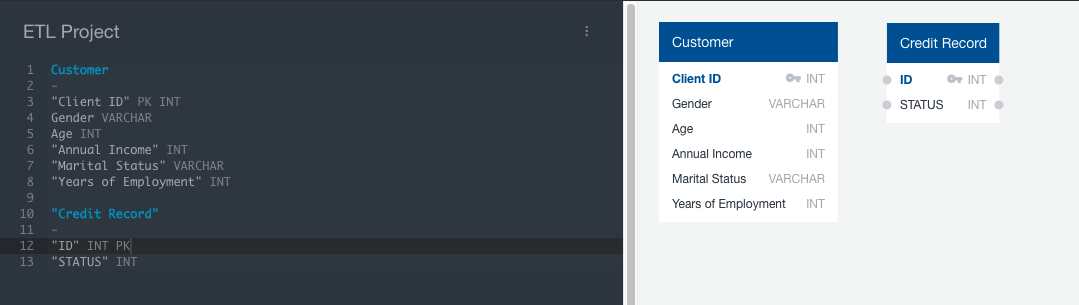 ETL Project
1 Customer
2 -
3 "Client ID" PK INT
4 Gender VARCHAR
5 Age INT
6 "Annual Income" INT
7 "Marital Status" VARCHAR
8 "Years of Employment" INT
9
10 "Credit Record"
11 -
12 "ID" INT PK
13 "STATUS" INT
Customer
Client ID INT
Gender VARCHAR
Age INT
Annual Income INT
Marital Status VARCHAR
Years of Employment INT
Credit Record
ID INT
STATUS INT